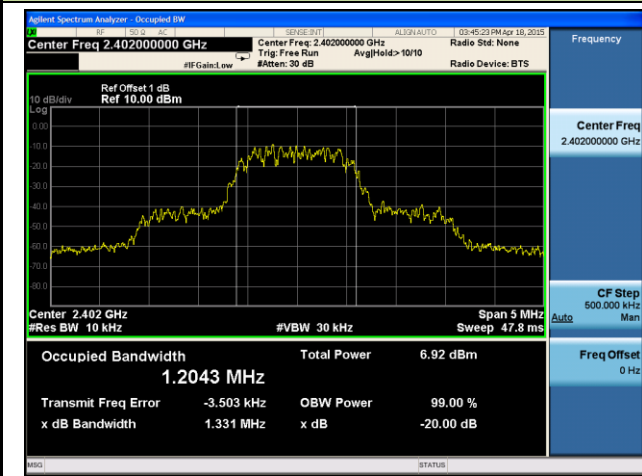 Agilent Spectrum Analyzer - Occupied BW
RF 50 Ω AC SENSE:INT ALIGN AUTO 03:45:23 PM Apr 18, 2015
Center Freq 2.402000000 GHz Center Freq: 2.402000000 GHz Radio Std: None
Trig: Free Run Avg|Hold:>10/10
#IFGain:Low #Atten: 30 dB Radio Device: BTS
Ref Offset 1 dB
10 dB/div Ref 10.00 dBm
Log
0.00
-10.0
-20.0
-30.0
-40.0
-50.0
-60.0
-70.0
-80.0
Center 2.402 GHz Span 5 MHz
#Res BW 10 kHz #VBW 30 kHz Sweep 47.8 ms
Occupied Bandwidth Total Power 6.92 dBm
1.2043 MHz
Transmit Freq Error -3.503 kHz OBW Power 99.00 %
x dB Bandwidth 1.331 MHz x dB -20.00 dB
MSG STATUS
Frequency
Center Freq
2.402000000 GHz
CF Step
500.000 kHz
Auto Man
Freq Offset
0 Hz